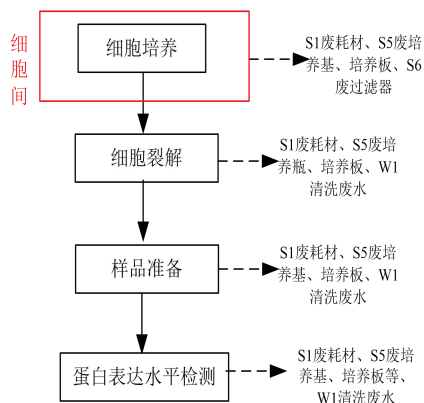 细胞间
细胞培养
S1废耗材、S5废培
养基、培养板、S6
废过滤器
细胞裂解
S1废耗材、S5废培
养瓶、培养板、W1
清洗废水
样品准备
S1废耗材、S5废培
养基、培养板、W1
清洗废水
蛋白表达水平检测
S1废耗材、S5废培
养基、培养板等、
W1清洗废水